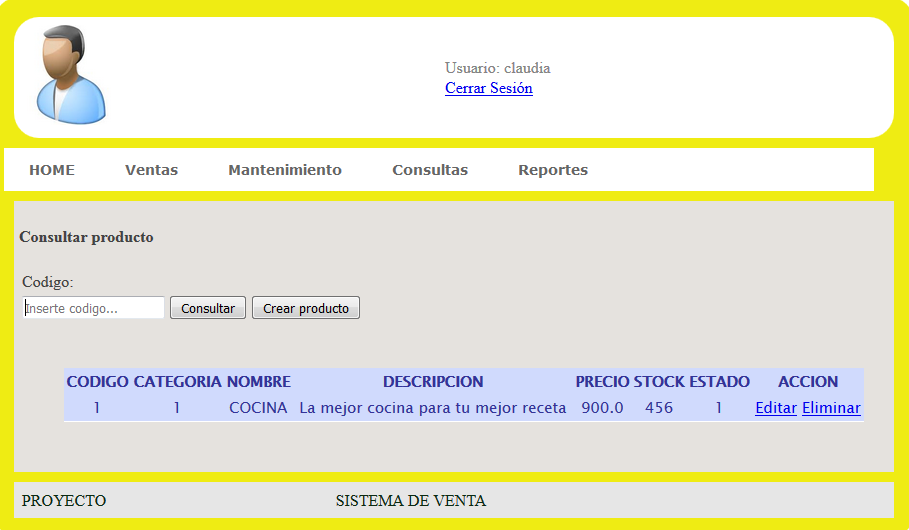 Usuario: claudia
Cerrar Sesión
HOME Ventas Mantenimiento Consultas Reportes
Consultar producto
Codigo:
Inserte codigo... Consultar Crear producto
CODIGO CATEGORIA NOMBRE DESCRIPCION PRECIO STOCK ESTADO ACCION
1 1 COCINA La mejor cocina para tu mejor receta 900.0 456 1 Editar Eliminar
PROYECTO SISTEMA DE VENTA